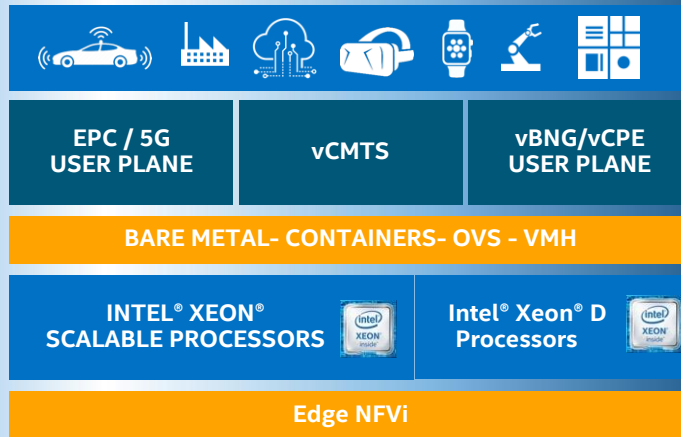 EPC / 5G
USER PLANE
vCMTS
vBNG/vCPE
USER PLANE
BARE METAL- CONTAINERS- OVS - VMH
INTEL® XEON®
SCALABLE PROCESSORS
intel
XEON
inside
Intel® Xeon® D
Processors
intel
XEON
inside
Edge NFVi